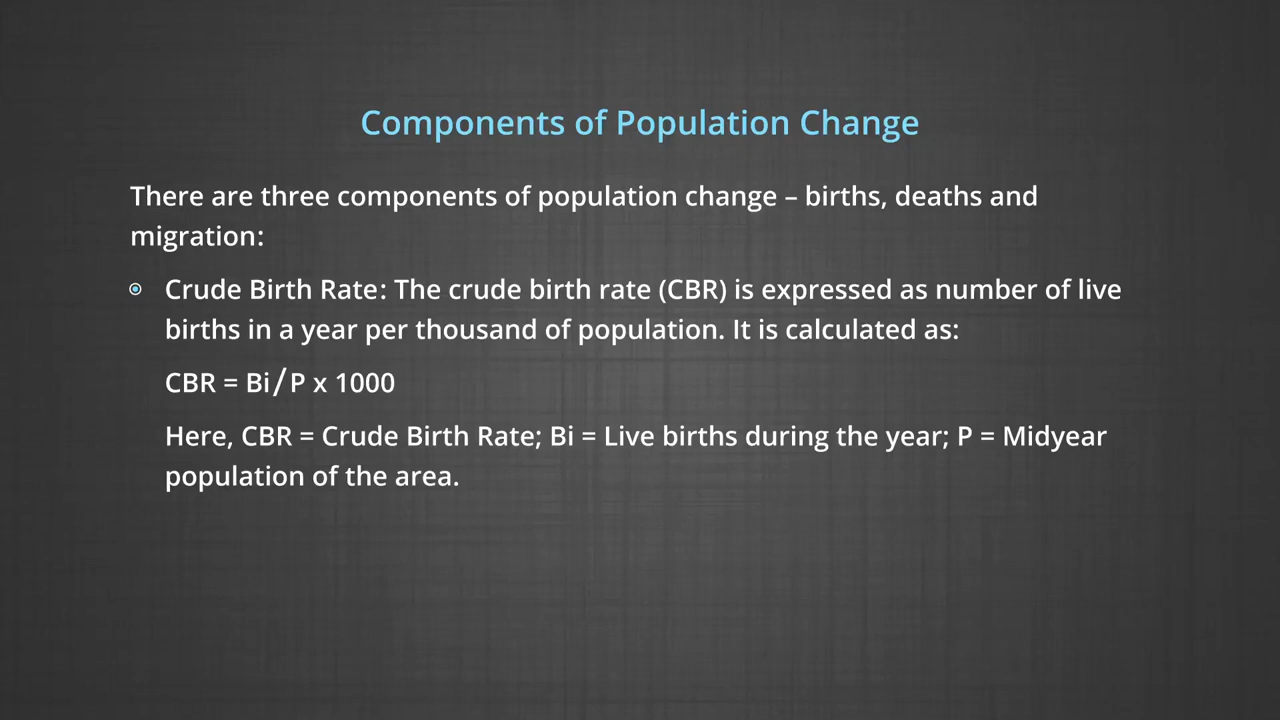 Components of Population Change
There are three components of population change – births, deaths and
migration:
Crude Birth Rate: The crude birth rate (CBR) is expressed as number of live
births in a year per thousand of population. It is calculated as:
CBR = Bi/P x 1000
Here, CBR = Crude Birth Rate; Bi = Live births during the year; P = Midyear
population of the area.